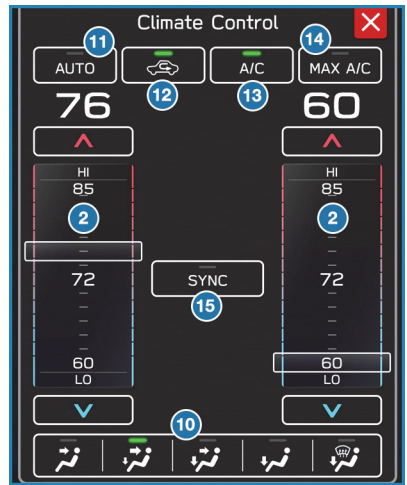 Climate Control
11 14
AUTO A/C MAX A/C
12 13
76 60
HI HI
85 85
2 2
72 72
SYNC
15
60 60
LO LO
10